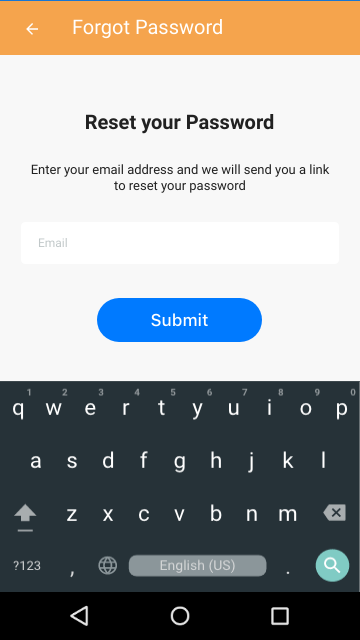 Forgot Password
Reset your Password
Enter your email address and we will send you a link
to reset your password
Email
Submit
1 2 3 4 5 6 7 8 9 0
q w e r t y u i o p
a s d f g h j k l
z x c v b n m
?123 , English (US) .